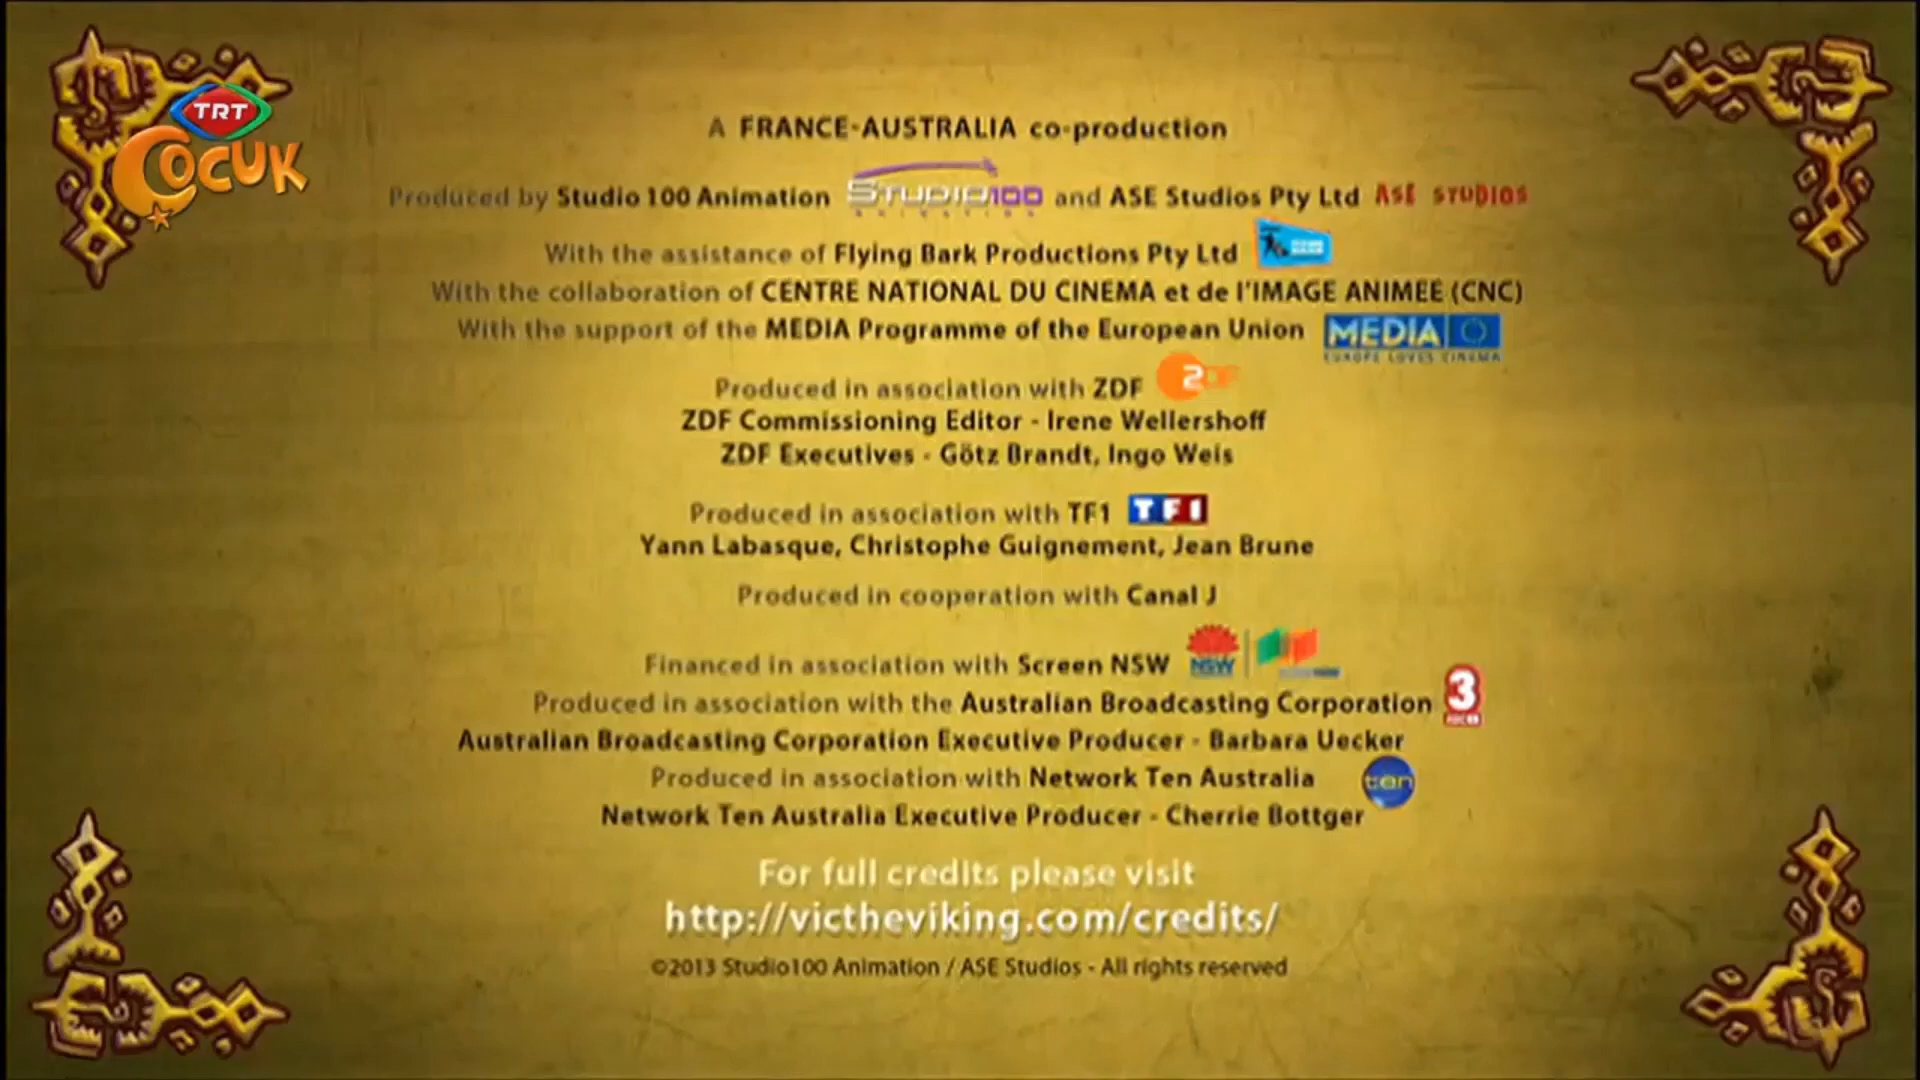 TRT
ÇOCUK
A FRANCE-AUSTRALIA co-production
Produced by Studio 100 Animation STUDIO100 ANIMATION and ASE Studios Pty Ltd ASE STUDIOS
With the assistance of Flying Bark Productions Pty Ltd
With the collaboration of CENTRE NATIONAL DU CINEMA et de l'IMAGE ANIMEE (CNC)
With the support of the MEDIA Programme of the European Union MEDIA
EUROPE LOVES CINEMA
Produced in association with ZDF 2DF
ZDF Commissioning Editor - Irene Wellershoff
ZDF Executives - Götz Brandt, Ingo Weis
Produced in association with TF1 TF1
Yann Labasque, Christophe Guignement, Jean Brune
Produced in cooperation with Canal J
Financed in association with Screen NSW NSW
Produced in association with the Australian Broadcasting Corporation 3
Australian Broadcasting Corporation Executive Producer - Barbara Uecker
Produced in association with Network Ten Australia ten
Network Ten Australia Executive Producer - Cherrie Bottger
For full credits please visit
http://victheviking.com/credits/
©2013 Studio100 Animation / ASE Studios - All rights reserved